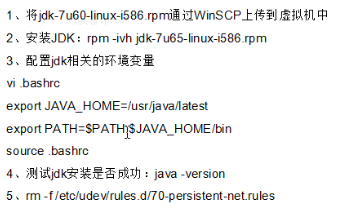 1、将jdk-7u60-linux-i586.rpm通过WinSCP上传到虚拟机中
2、安装JDK：rpm -ivh jdk-7u65-linux-i586.rpm
3、配置jdk相关的环境变量
vi .bashrc
export JAVA_HOME=/usr/java/latest
export PATH=$PATH:$JAVA_HOME/bin
source .bashrc
4、测试jdk安装是否成功：java -version
5、rm -f /etc/udev/rules.d/70-persistent-net.rules